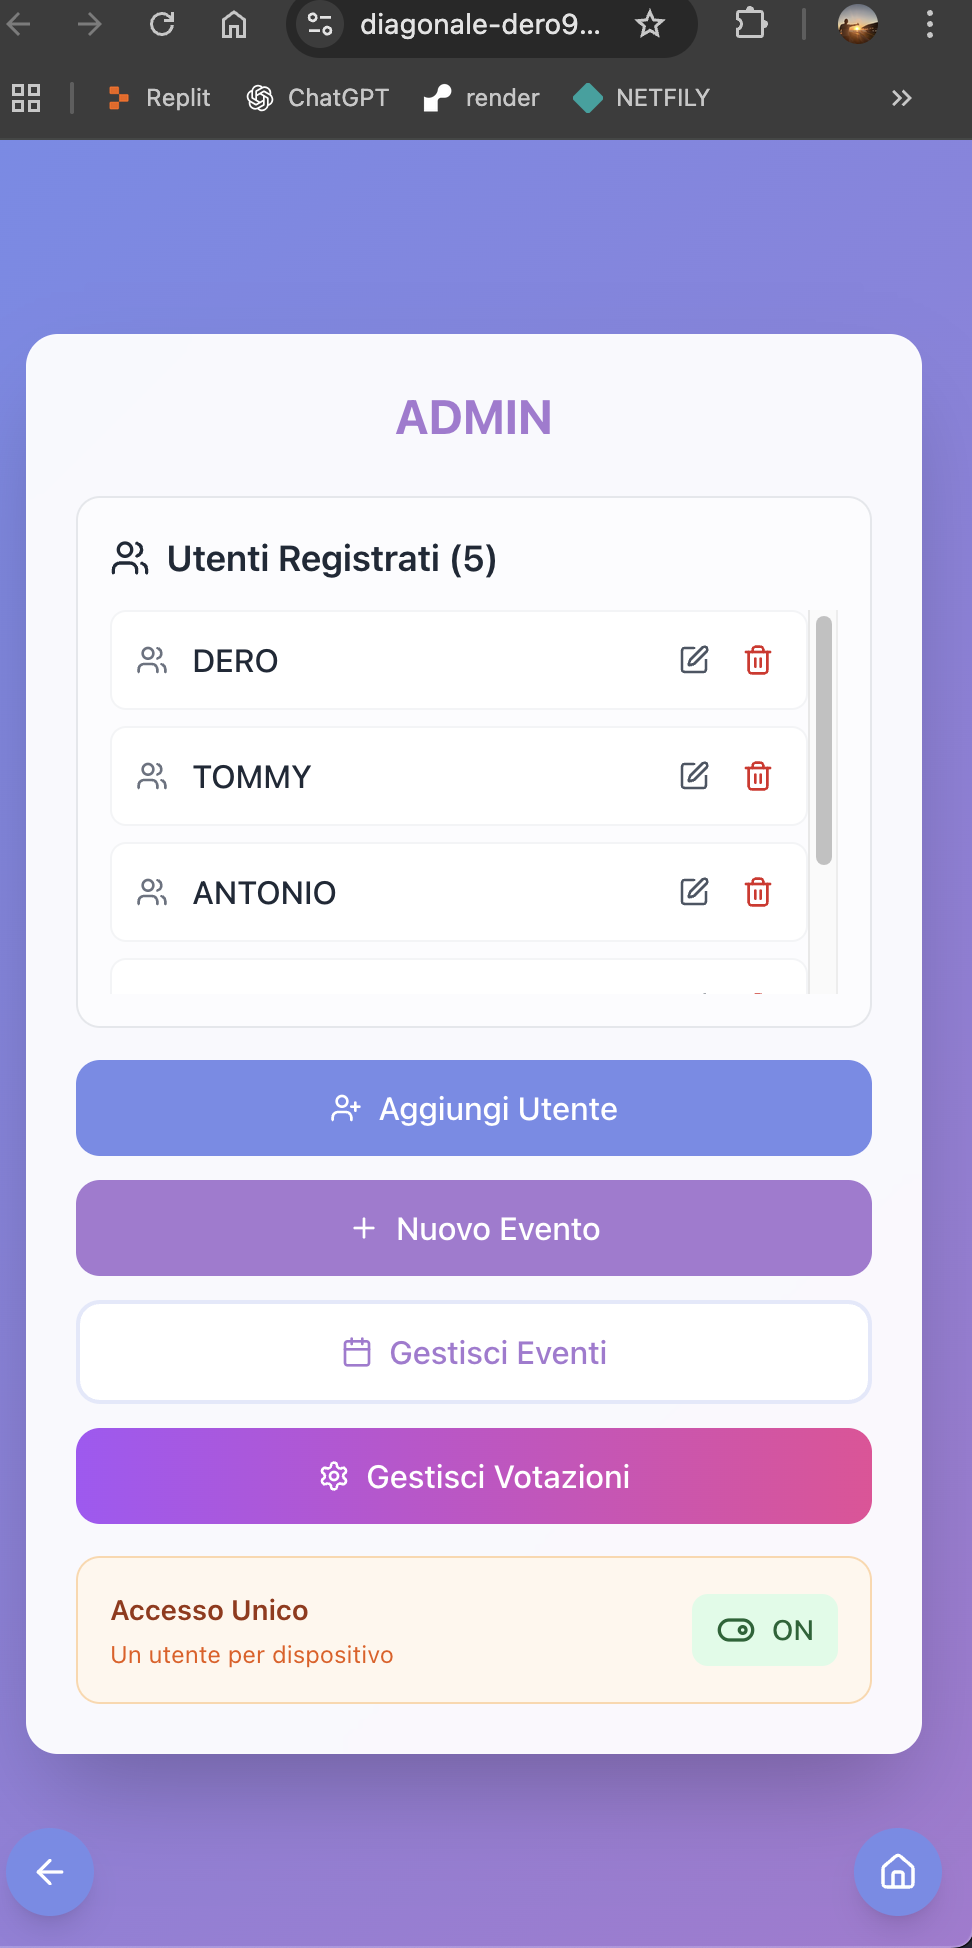 diagonale-dero9...
Replit
ChatGPT
render
NETFILY
ADMIN
Utenti Registrati (5)
DERO
TOMMY
ANTONIO
Aggiungi Utente
Nuovo Evento
Gestisci Eventi
Gestisci Votazioni
Accesso Unico
Un utente per dispositivo
ON